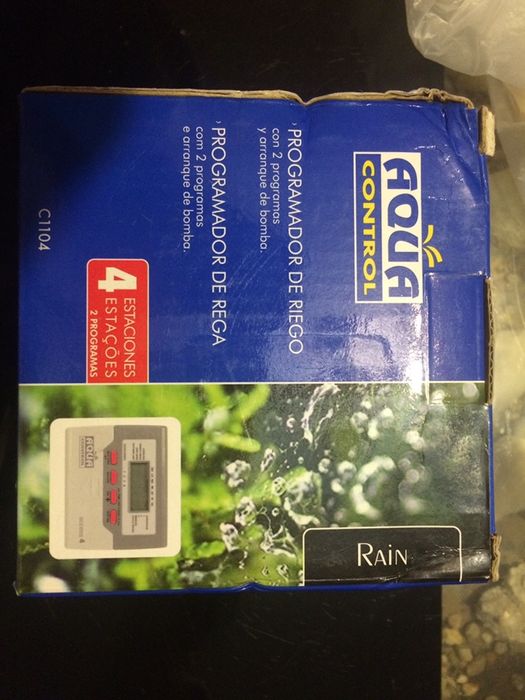 AQUA
CONTROL
› PROGRAMADOR DE RIEGO
con 2 programas
y arranque de bomba.
› PROGRAMADOR DE REGA
com 2 programas
e arranque de bomba.
C1104
4 ESTACIONES
ESTAÇÕES
2 PROGRAMAS
RAIN
AQUA